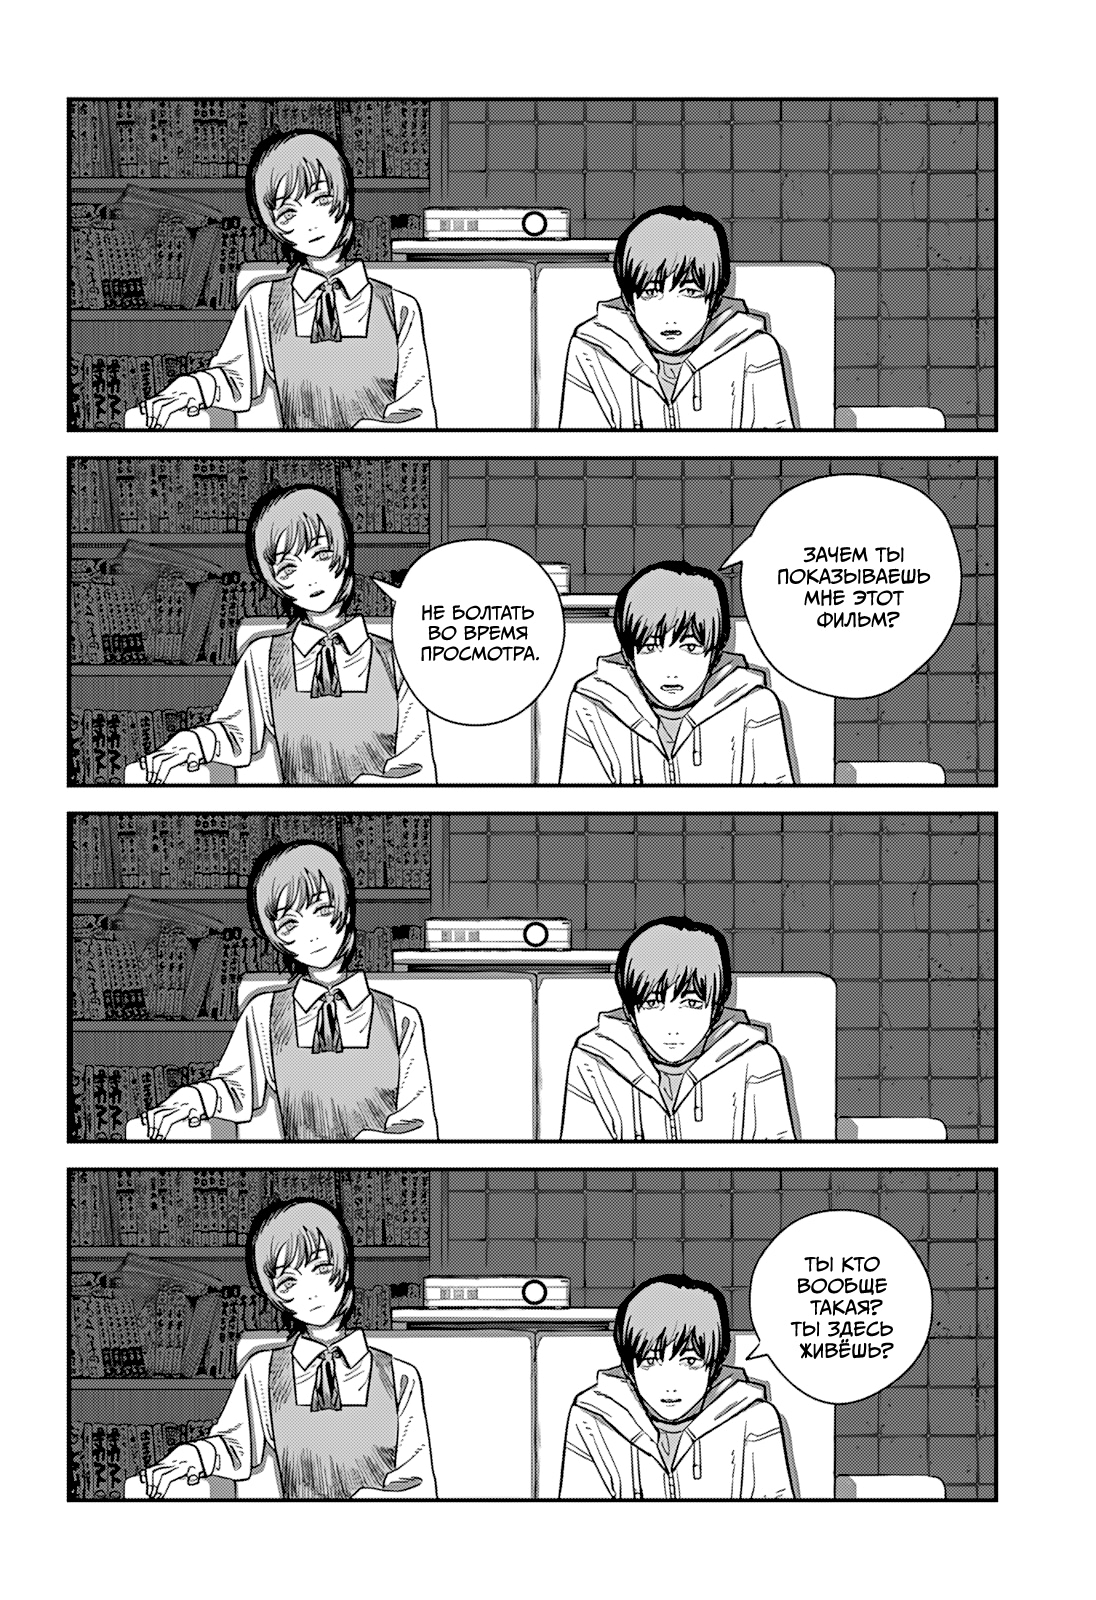 ЗАЧЕМ ТЫ
ПОКАЗЫВАЕШЬ
МНЕ ЭТОТ
ФИЛЬМ?
НЕ БОЛТАТЬ
ВО ВРЕМЯ
ПРОСМОТРА.
ТЫ КТО
ВООБЩЕ
ТАКАЯ?
ТЫ ЗДЕСЬ
ЖИВЁШЬ?